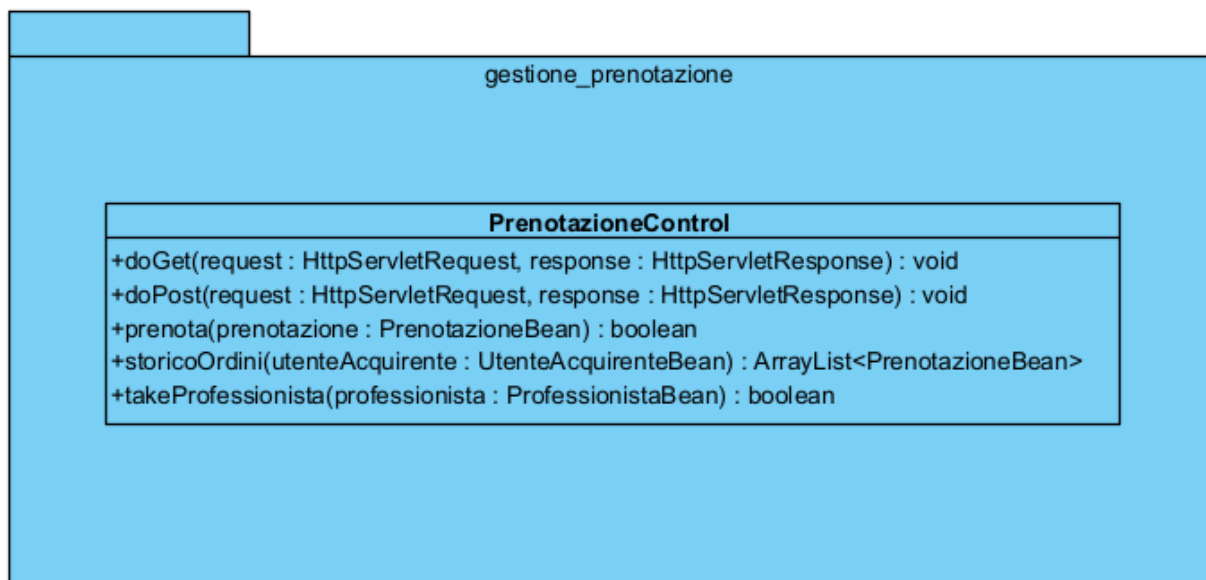 gestione_prenotazione
PrenotazioneControl
+doGet(request : HttpServletRequest, response : HttpServletResponse) : void
+doPost(request : HttpServletRequest, response : HttpServletResponse) : void
+prenota(prenotazione : PrenotazioneBean) : boolean
+storicoOrdini(utenteAcquirente : UtenteAcquirenteBean) : ArrayList<PrenotazioneBean>
+takeProfessionista(professionista : ProfessionistaBean) : boolean